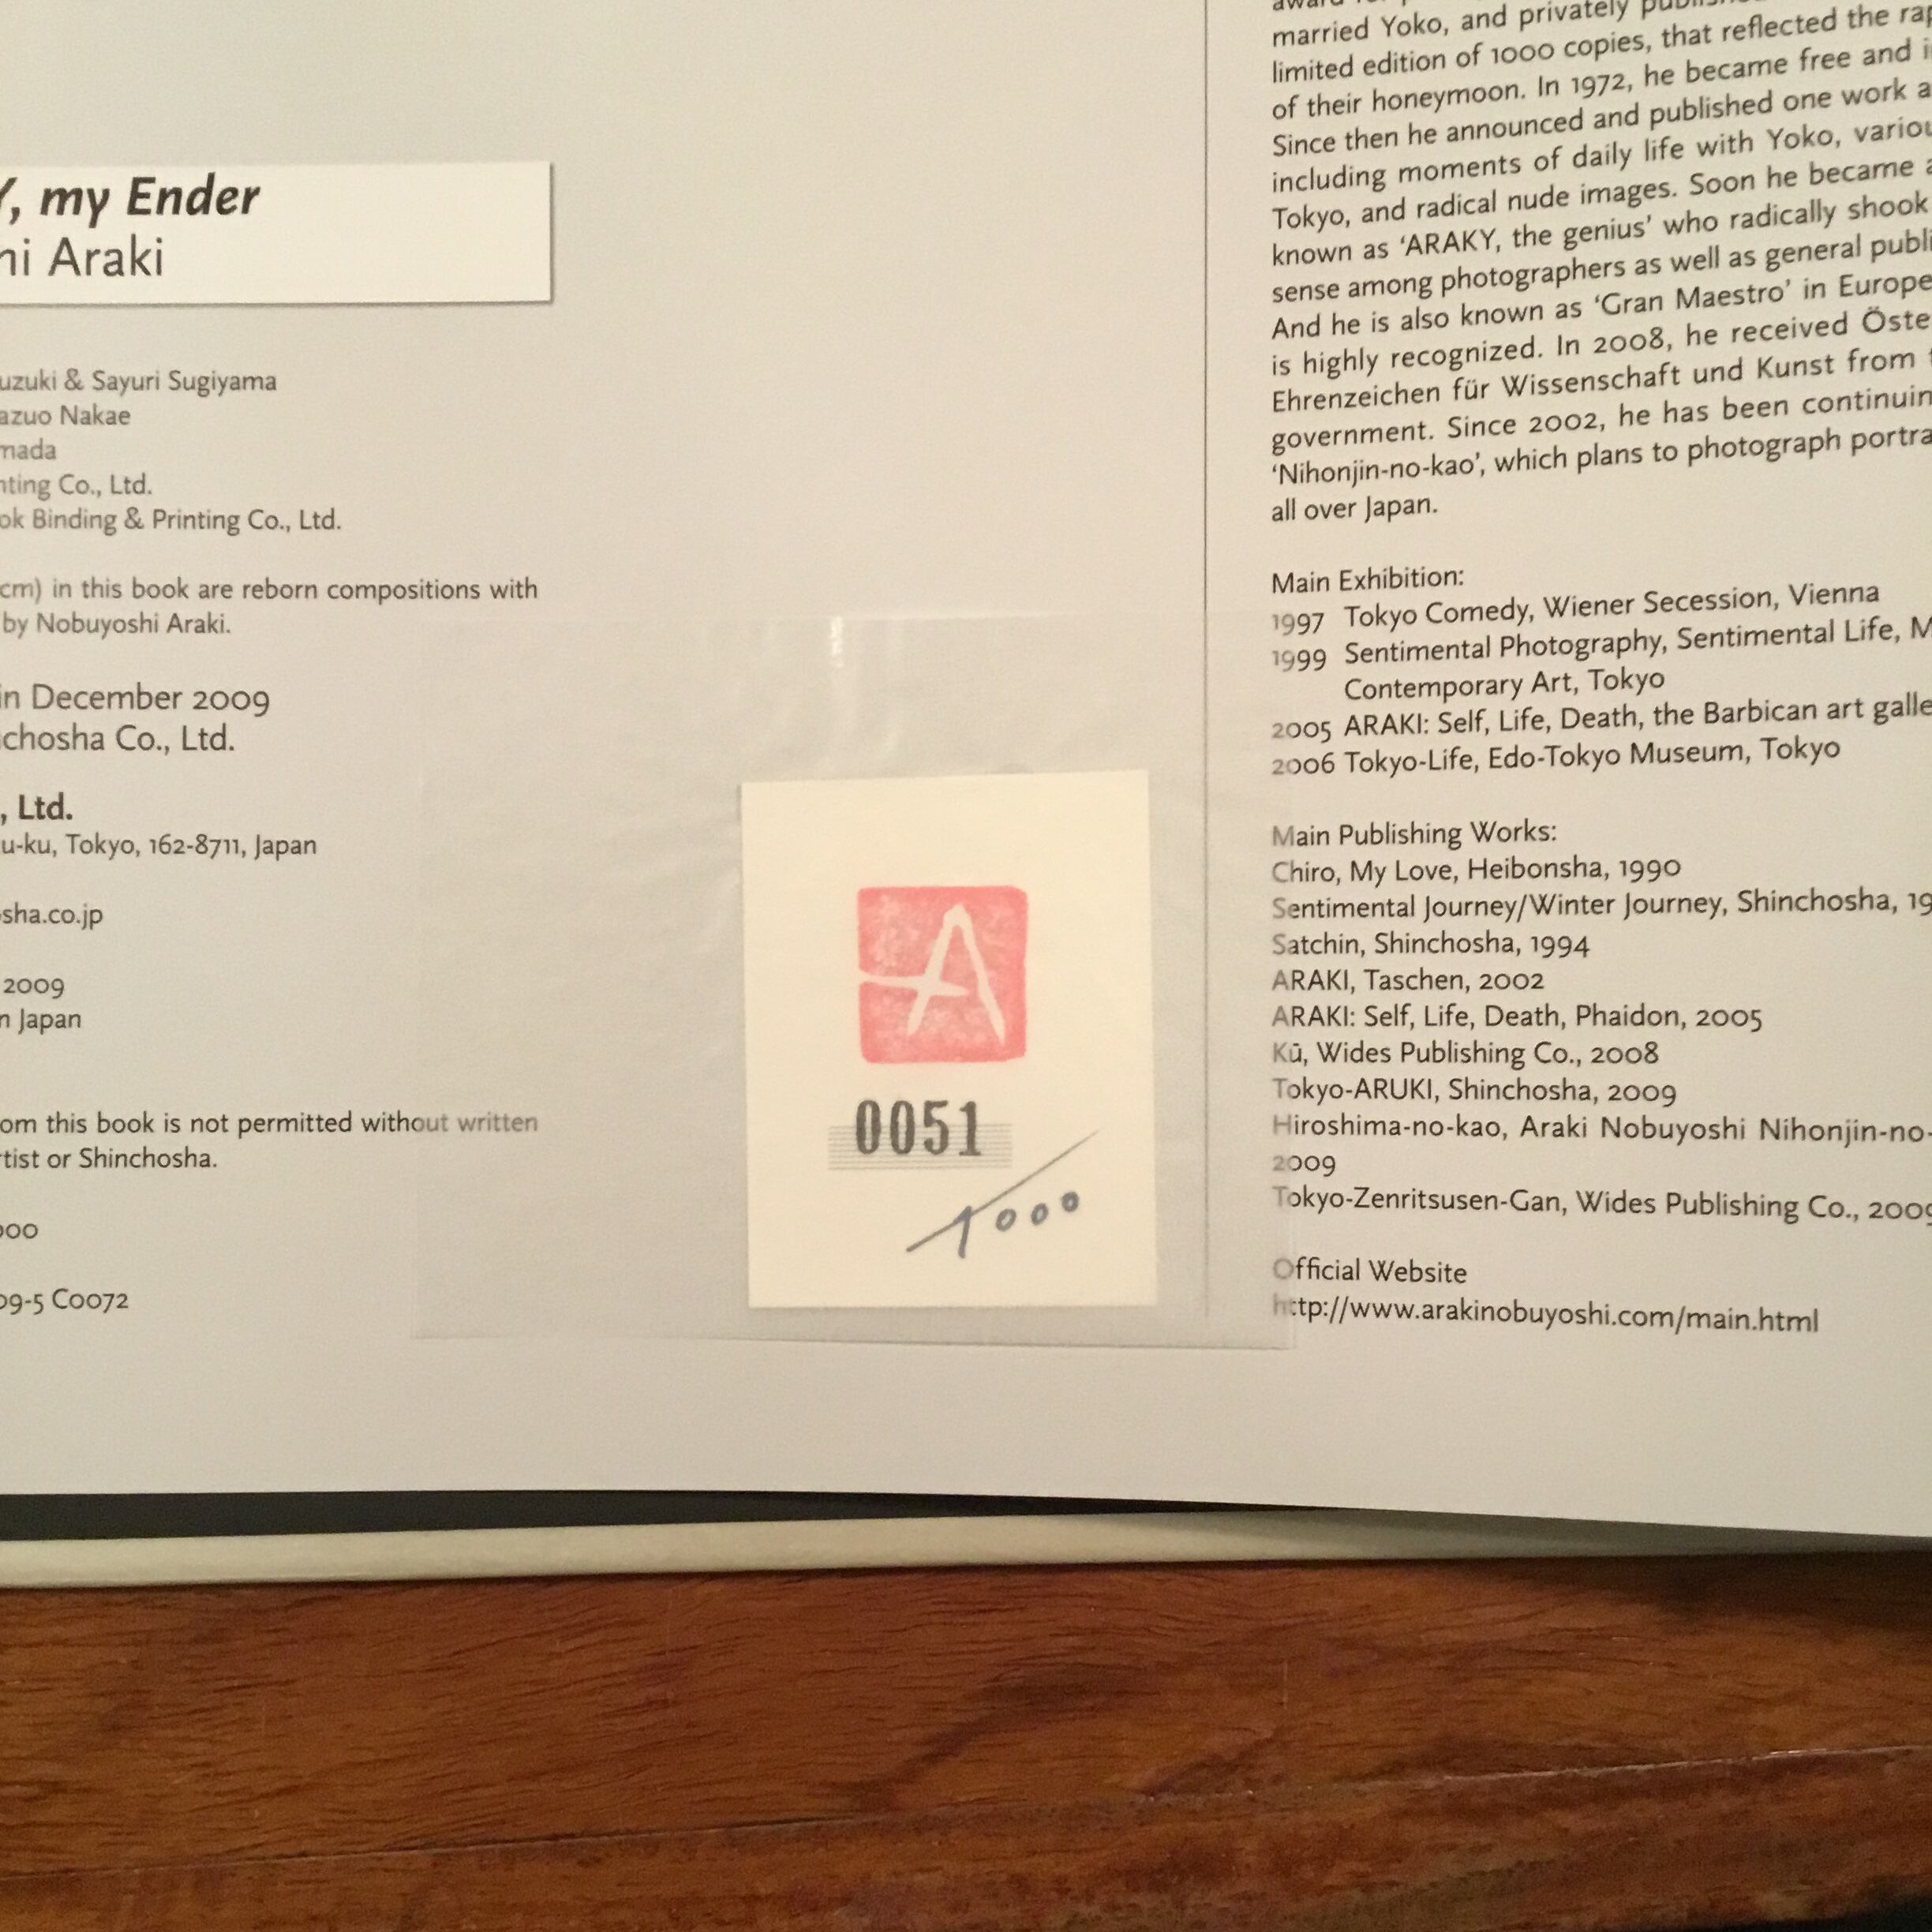 my Ender
Araki
& Sayuri Sugiyama
Nakae
Co., Ltd.
Binding & Printing Co., Ltd.
cm) in this book are reborn compositions with
by Nobuyoshi Araki.
in December 2009
Co., Ltd.
, Ltd.
Tokyo, 162-8711, Japan
2009
Japan
this book is not permitted without written
or Shinchosha.
C0072
A
0051
/1000
married Yoko, and privately
limited edition of 1000 copies, that reflected the
of their honeymoon. In 1972, he became free and
Since then he announced and published one work
including moments of daily life with Yoko,
Tokyo, and radical nude images. Soon he became
known as ‘ARAKY, the genius’ who radically shook
sense among photographers as well as general
And he is also known as ‘Gran Maestro’ in Europe
is highly recognized. In 2008, he received
Ehrenzeichen für Wissenschaft und Kunst from
government. Since 2002, he has been
‘Nihonjin-no-kao’, which plans to photograph
all over Japan.
Main Exhibition:
1997 Tokyo Comedy, Wiener Secession, Vienna
1999 Sentimental Photography, Sentimental Life,
Contemporary Art, Tokyo
2005 ARAKI: Self, Life, Death, the Barbican art
2006 Tokyo-Life, Edo-Tokyo Museum, Tokyo
Main Publishing Works:
Chiro, My Love, Heibonsha, 1990
Sentimental Journey/Winter Journey, Shinchosha,
Satchin, Shinchosha, 1994
ARAKI, Taschen, 2002
ARAKI: Self, Life, Death, Phaidon, 2005
Kū, Wides Publishing Co., 2008
Tokyo-ARUKI, Shinchosha, 2009
Hiroshima-no-kao, Araki Nobuyoshi Nihonjin-no-
2009
Tokyo-Zenritsusen-Gan, Wides Publishing Co., 2009
Official Website
http://www.arakinobuyoshi.com/main.html